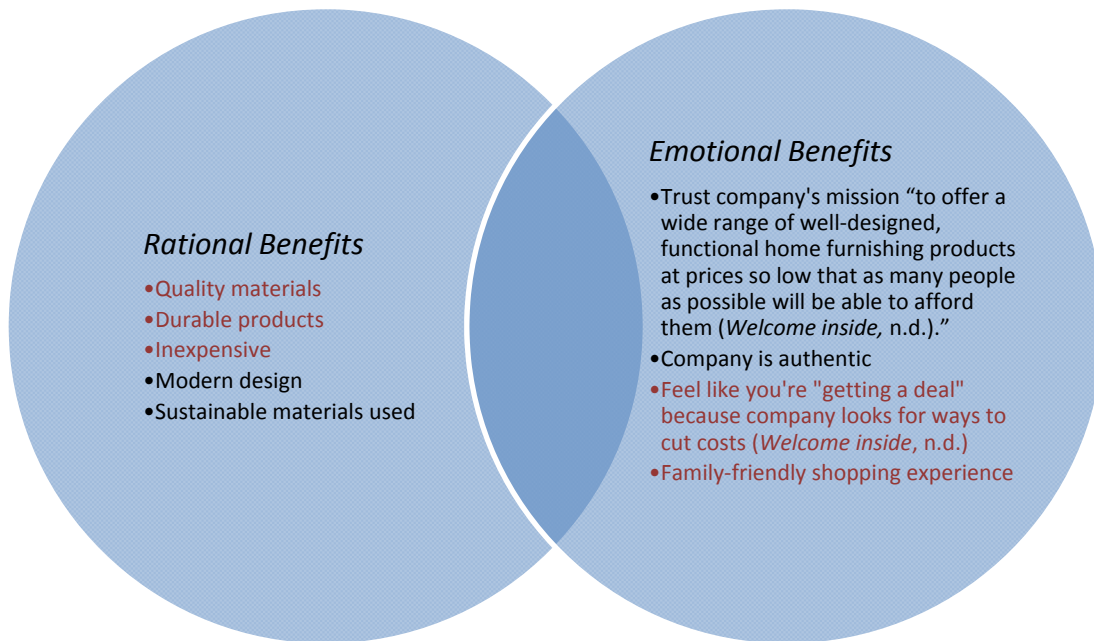 Rational Benefits
•Quality materials
•Durable products
•Inexpensive
•Modern design
•Sustainable materials used
Emotional Benefits
•Trust company's mission “to offer a
wide range of well-designed,
functional home furnishing products
at prices so low that as many people
as possible will be able to afford
them (Welcome inside, n.d.).”
•Company is authentic
•Feel like you're "getting a deal"
because company looks for ways to
cut costs (Welcome inside, n.d.)
•Family-friendly shopping experience